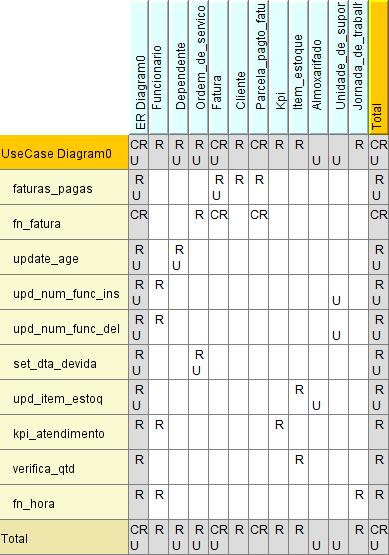 ER Diagram0
Funcionario
Dependente
Ordem_de_servico
Fatura
Cliente
Parcela_pagto_fatu
Kpi
Item_estoque
Almoxarifado
Unidade_de_supor
Jornada_de_trabalh
Total
UseCase Diagram0 CR R R R CR R CR R R R CR
U U U U U U U
faturas_pagas R R R R R
U U U
fn_fatura CR R CR CR CR
update_age R R R
U U U
upd_num_func_ins R R R
U U U
upd_num_func_del R R R
U U U
set_dta_devida R R R
U U U
upd_item_estoq R R R
U U U
kpi_atendimento R R R R
verifica_qtd R R R
fn_hora R R R R
Total CR R R R CR R CR R R R CR
U U U U U U U